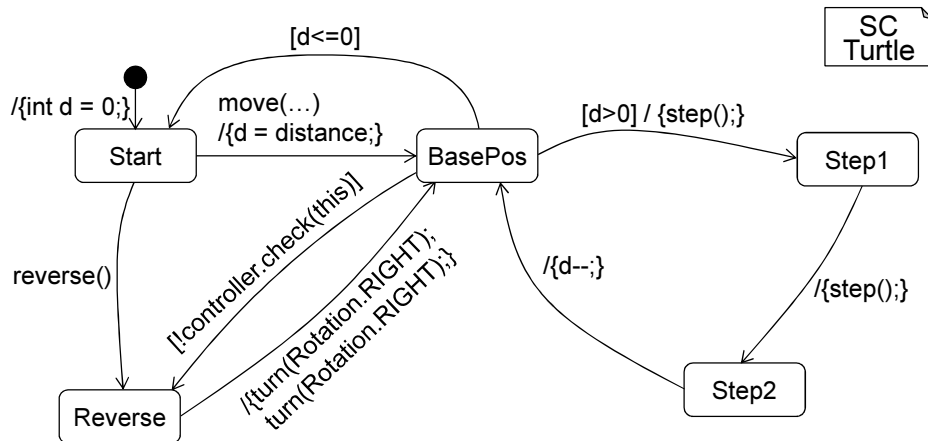 [d<=0]
SC
Turtle
/{int d = 0;}
move(…)
/{d = distance;}
[d>0] / {step();}
Start
BasePos
Step1
[!controller.check(this)]
reverse()
/{d--;}
/{step();}
/{turn(Rotation.RIGHT);
turn(Rotation.RIGHT);}
Reverse
Step2